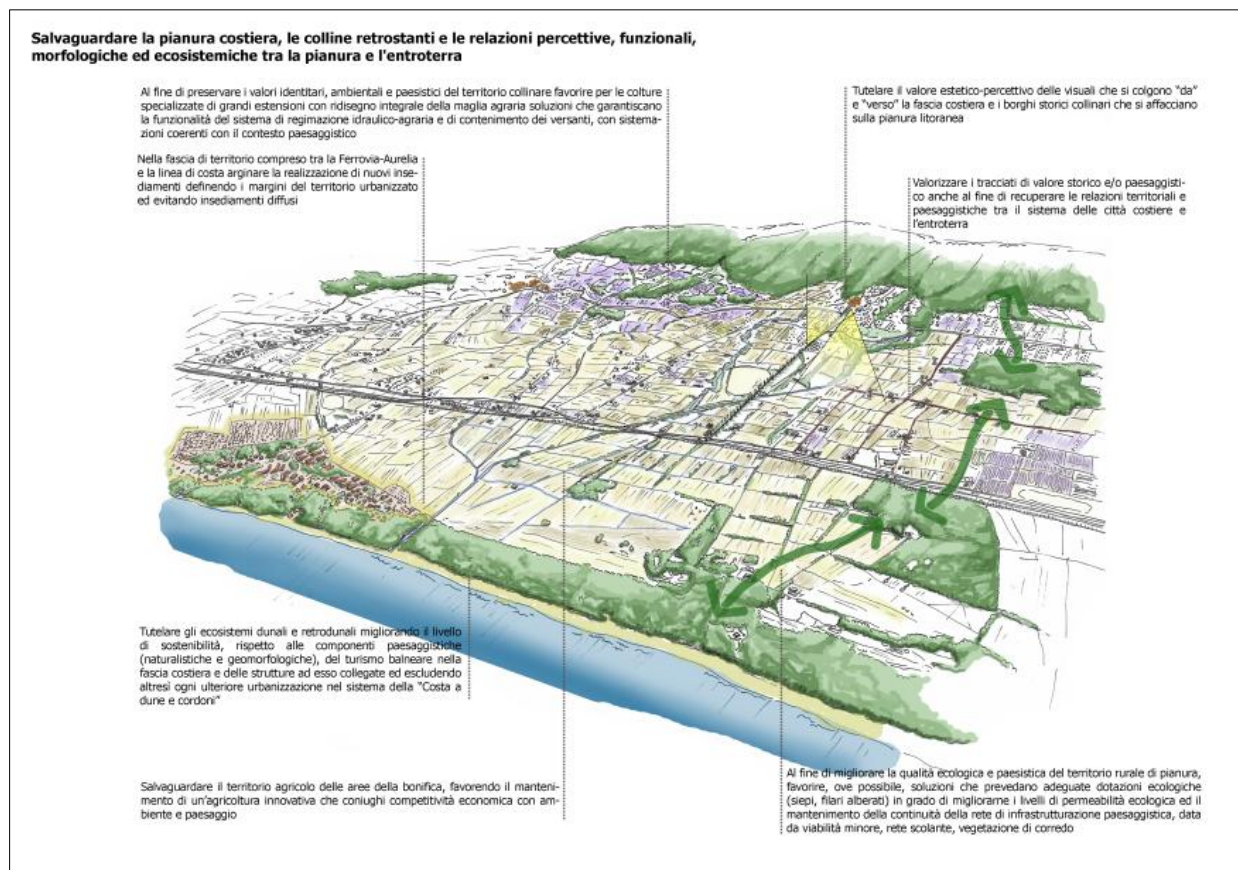 Salvaguardare la pianura costiera, le colline retrostanti e le relazioni percettive, funzionali,
morfologiche ed ecosistemiche tra la pianura e l'entroterra
Al fine di preservare i valori identitari, ambientali e paesistici del territorio collinare favorire per le colture
specializzate di grandi estensioni con ridisegno integrale della maglia agraria soluzioni che garantiscano
la funzionalità del sistema di regimazione idraulico-agraria e di contenimento dei versanti, con sistema-
zioni coerenti con il contesto paesaggistico
Tutelare il valore estetico-percettivo delle visuali che si colgono "da"
e "verso" la fascia costiera e i borghi storici collinari che si affacciano
sulla pianura litoranea
Nella fascia di territorio compreso tra la Ferrovia-Aurelia
e la linea di costa arginare la realizzazione di nuovi inse-
diamenti definendo i margini del territorio urbanizzato
ed evitando insediamenti diffusi
Valorizzare i tracciati di valore storico e/o paesaggisti-
co anche al fine di recuperare le relazioni territoriali e
paesaggistiche tra il sistema delle città costiere e
l'entroterra
Tutelare gli ecosistemi dunali e retrodunali migliorando il livello
di sostenibilità, rispetto alle componenti paesaggistiche
(naturalistiche e geomorfologiche), del turismo balneare nella
fascia costiera e delle strutture ad esso collegate ed escludendo
altresì ogni ulteriore urbanizzazione nel sistema della "Costa a
dune e cordoni"
Salvaguardare il territorio agricolo delle aree della bonifica, favorendo il manteni-
mento di un'agricoltura innovativa che coniughi competitività economica con am-
biente e paesaggio
Al fine di migliorare la qualità ecologica e paesistica del territorio rurale di pianura,
favorire, ove possibile, soluzioni che prevedano adeguate dotazioni ecologiche
(siepi, filari alberati) in grado di migliorarne i livelli di permeabilità ecologica ed il
mantenimento della continuità della rete di infrastrutturazione paesaggistica, data
da viabilità minore, rete scolante, vegetazione di corredo